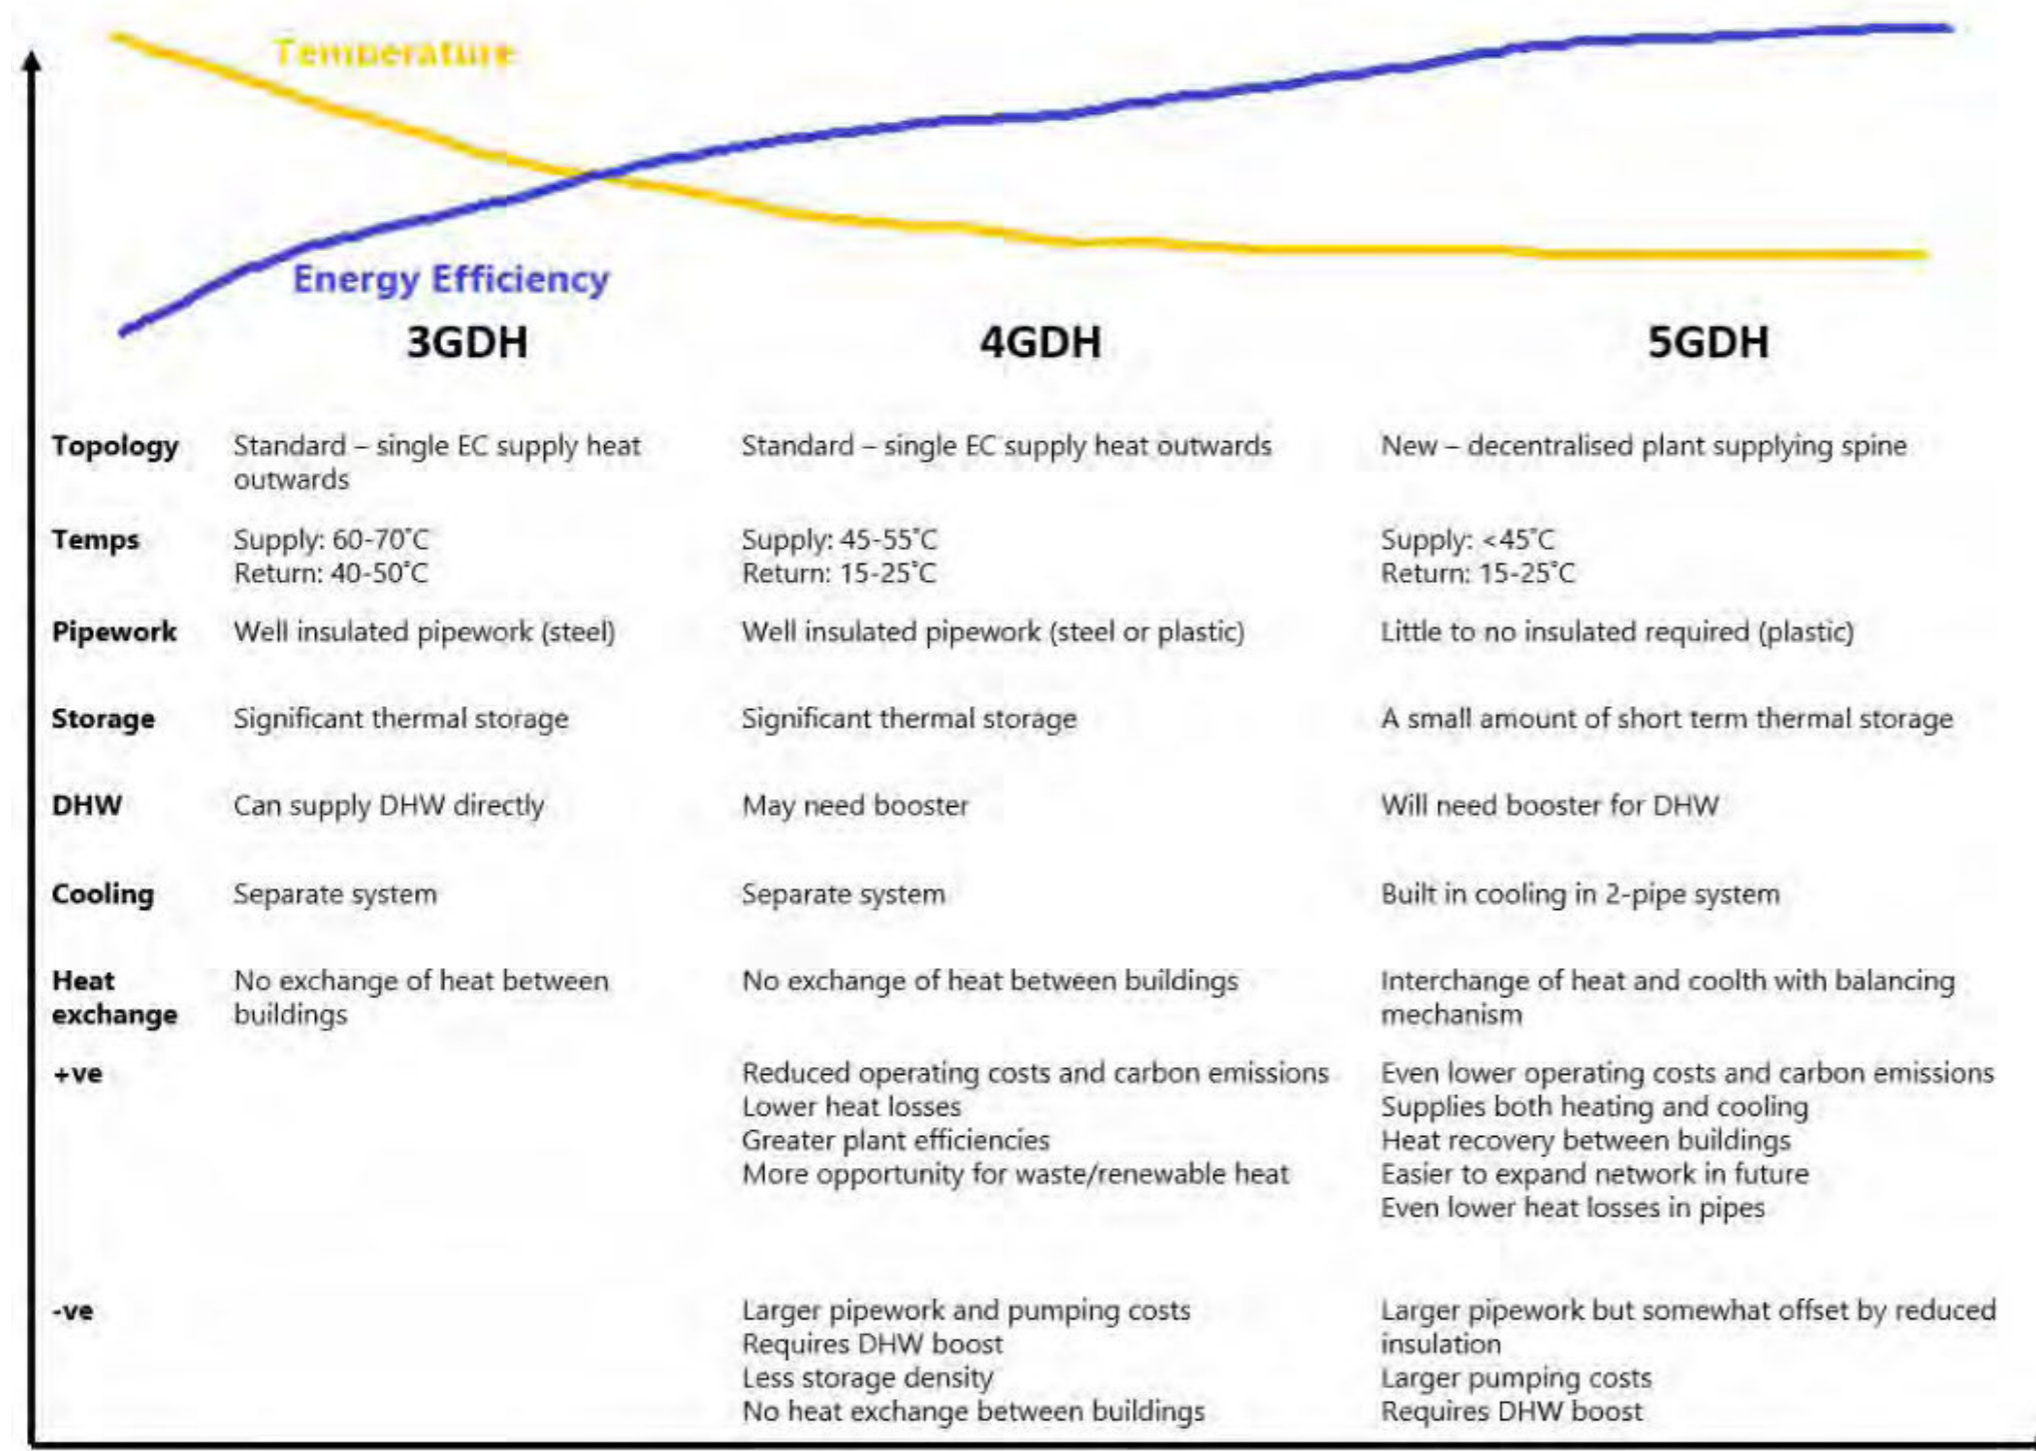 Temperature
Energy Efficiency
3GDH 4GDH 5GDH
Topology Standard – single EC supply heat Standard – single EC supply heat outwards New – decentralised plant supplying spine
outwards
Temps Supply: 60-70°C Supply: 45-55°C Supply: <45°C
Return: 40-50°C Return: 15-25°C Return: 15-25°C
Pipework Well insulated pipework (steel) Well insulated pipework (steel or plastic) Little to no insulated required (plastic)
Storage Significant thermal storage Significant thermal storage A small amount of short term thermal storage
DHW Can supply DHW directly May need booster Will need booster for DHW
Cooling Separate system Separate system Built in cooling in 2-pipe system
Heat No exchange of heat between No exchange of heat between buildings Interchange of heat and coolth with balancing
exchange buildings mechanism
+ve Reduced operating costs and carbon emissions Even lower operating costs and carbon emissions
Lower heat losses Supplies both heating and cooling
Greater plant efficiencies Heat recovery between buildings
More opportunity for waste/renewable heat Easier to expand network in future
Even lower heat losses in pipes
-ve Larger pipework and pumping costs Larger pipework but somewhat offset by reduced
Requires DHW boost insulation
Less storage density Larger pumping costs
No heat exchange between buildings Requires DHW boost